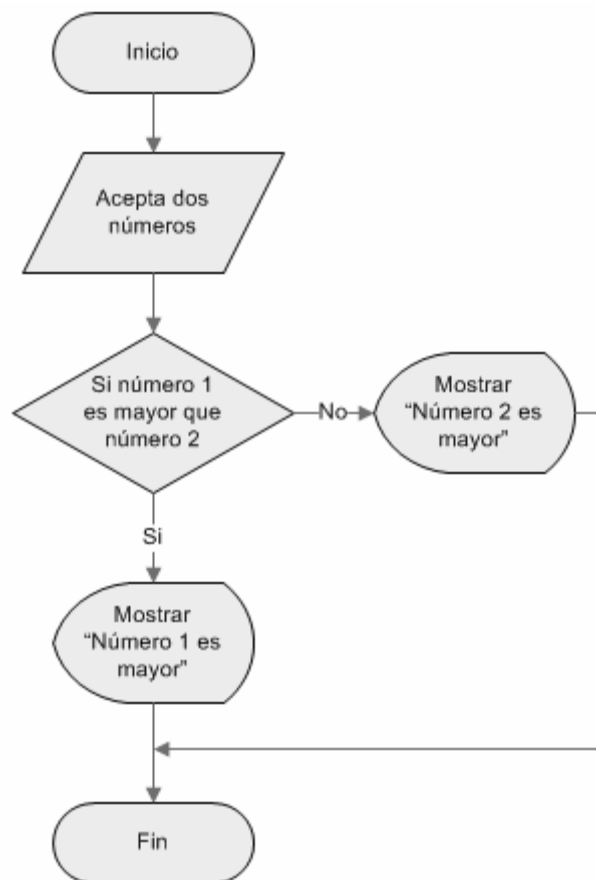 Inicio
Acepta dos
números
Si número 1
es mayor que
número 2
No
Mostrar
“Número 2 es
mayor”
Si
Mostrar
“Número 1 es
mayor”
Fin